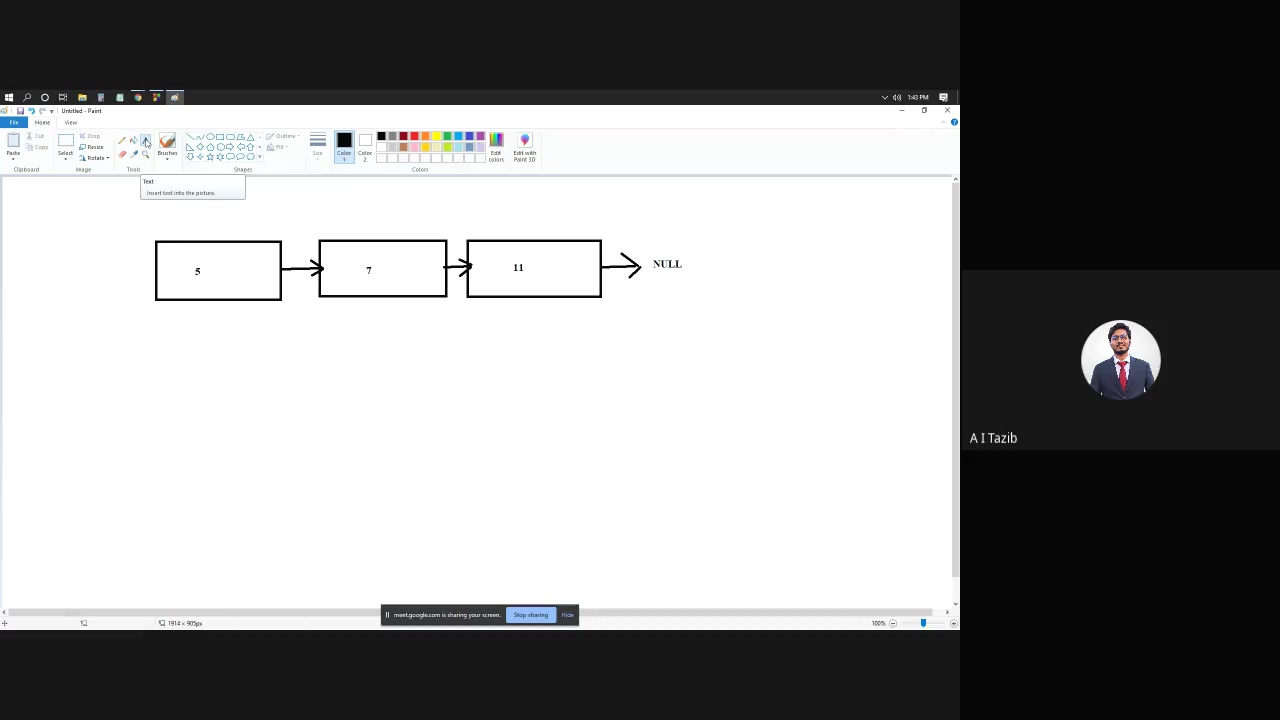 1:43 PM
Untitled - Paint
File Home View
Paste
Cut
Copy
Clipboard
Select
Crop
Resize
Rotate
Image
Tools
Brushes
Shapes
Outline
Fill
Size
Color 1
Color 2
Colors
Edit colors
Edit with Paint 3D
Text
Insert text into the picture.
5 7 11 NULL
A I Tazib
meet.google.com is sharing your screen. Stop sharing Hide
1914 × 905px
100%